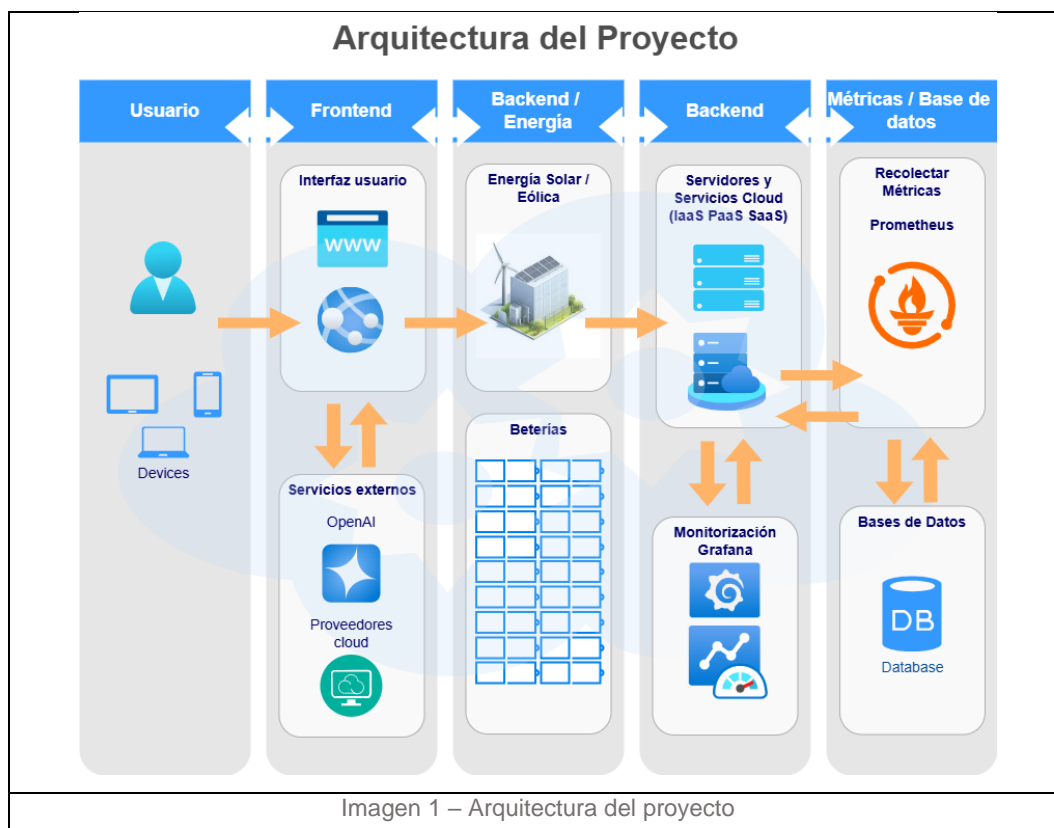 Arquitectura del Proyecto
Usuario
Frontend
Backend /
Energía
Backend
Métricas / Base de
datos
Devices
Interfaz usuario
WWW
Servicios externos
OpenAI
Proveedores
cloud
Energía Solar /
Eólica
Beterías
Servidores y
Servicios Cloud
(IaaS PaaS SaaS)
Monitorización
Grafana
Recolectar
Métricas
Prometheus
Bases de Datos
DB
Database
Imagen 1 – Arquitectura del proyecto